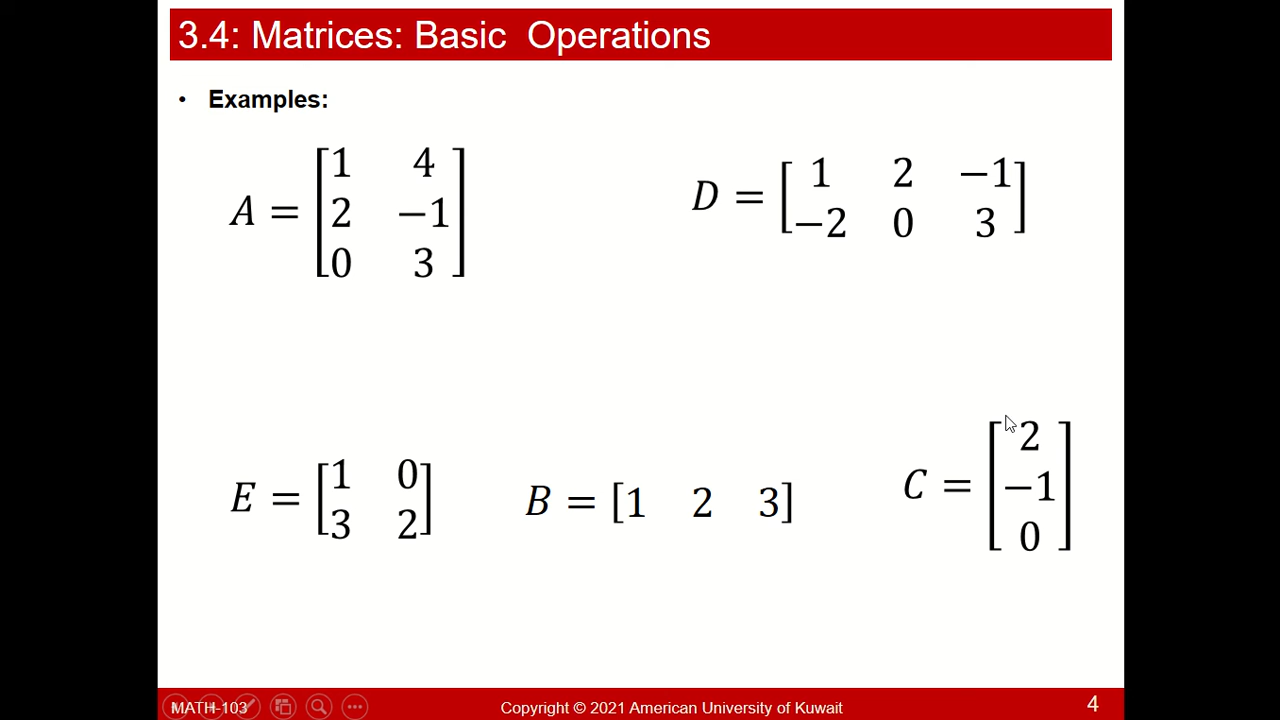 3.4: Matrices: Basic Operations
• Examples:
A = [1 4
2 −1
0 3]
D = [1 2 −1
−2 0 3]
E = [1 0
3 2]
B = [1 2 3]
C = [2
−1
0]
MATH-103
Copyright © 2021 American University of Kuwait
4